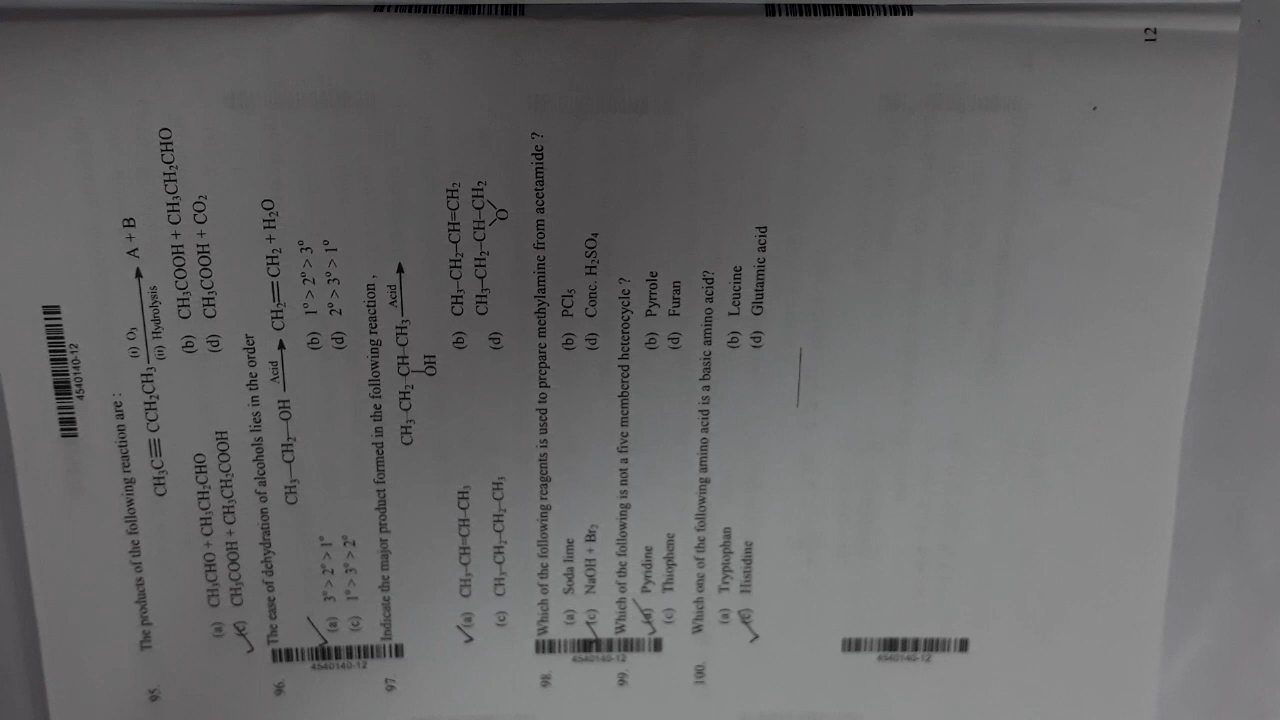 4540140-12
95. The products of the following reaction are :
CH₃C≡CCH₂CH₃ (i) O₃ (ii) Hydrolysis → A + B
(a) CH₃CHO + CH₃CH₂CHO (b) CH₃COOH + CH₃CH₂CHO
(c) CH₃COOH + CH₃CH₂COOH (d) CH₃COOH + CO₂
96. The ease of dehydration of alcohols lies in the order
CH₃—CH₂—OH Acid → CH₂=CH₂ + H₂O
(a) 3° > 2° > 1° (b) 1° > 2° > 3°
(c) 1° > 3° > 2° (d) 2° > 3° > 1°
4540140-12
97. Indicate the major product formed in the following reaction ,
CH₃–CH₂–CH–CH₃ Acid →
OH
(a) CH₃–CH=CH–CH₃ (b) CH₃–CH₂–CH=CH₂
(c) CH₃–CH₂–CH₂–CH₃ (d) CH₃–CH₂–CH–CH₂
O
98. Which of the following reagents is used to prepare methylamine from acetamide ?
(a) Soda lime (b) PCl₅
(c) NaOH + Br₂ (d) Conc. H₂SO₄
4540140-12
99. Which of the following is not a five membered heterocycle ?
(a) Pyridine (b) Pyrrole
(c) Thiophene (d) Furan
100. Which one of the following amino acid is a basic amino acid?
(a) Tryptophan (b) Leucine
(c) Histidine (d) Glutamic acid
4540140-12
12